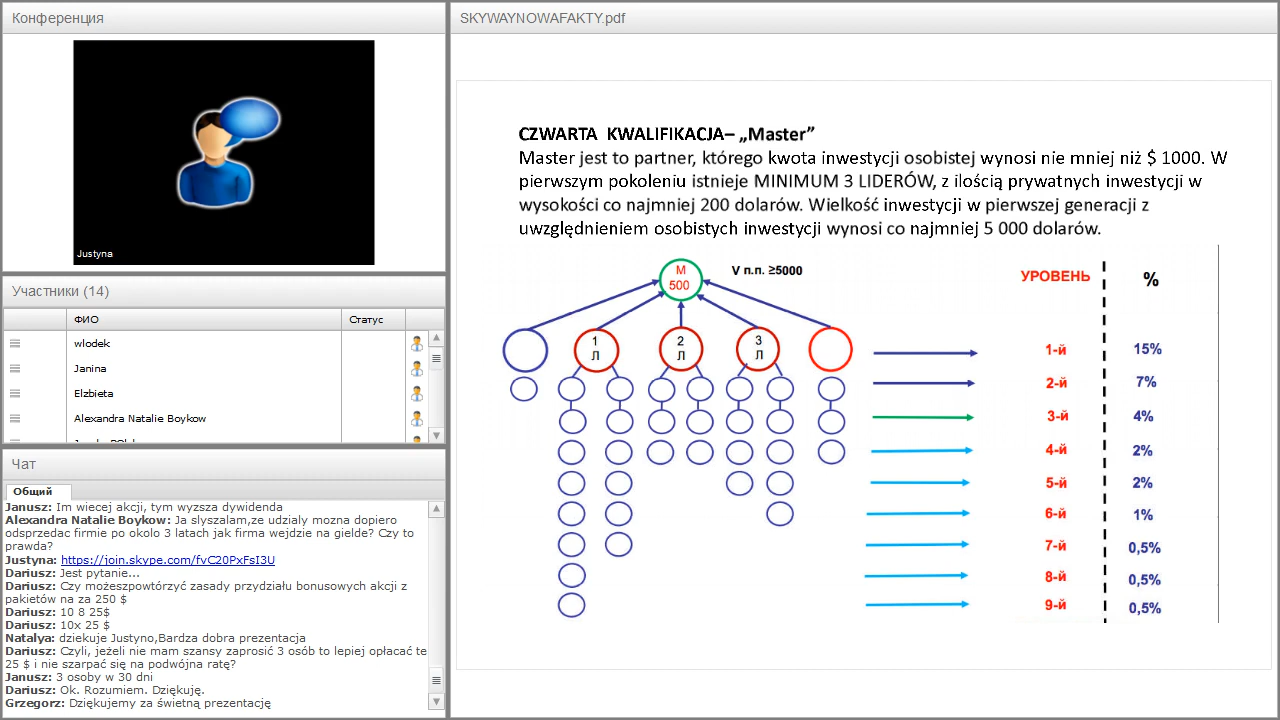 Конференция
Justyna
Участники (14)
ФИО
Статус
wlodek
Janina
Elzbieta
Alexandra Natalie Boykow
Чат
Общий
Janusz: Im wiecej akcji, tym wyzsza dywidenda
Alexandra Natalie Boykow: Ja slyszalam,ze udzialy mozna dopiero
odsprzedac firmie po okolo 3 latach jak firma wejdzie na gielde? Czy to
prawda?
Justyna: https://join.skype.com/fvC20PxFsI3U
Dariusz: Jest pytanie...
Dariusz: Czy możeszpowtórzyć zasady przydziału bonusowych akcji z
pakietów na za 250 $
Dariusz: 10 8 25$
Dariusz: 10x 25 $
Natalya: dziekuje Justyno,Bardza dobra prezentacja
Dariusz: Czyli, jeżeli nie mam szansy zaprosić 3 osób to lepiej opłacać te
25 $ i nie szarpać się na podwójna ratę?
Janusz: 3 osoby w 30 dni
Dariusz: Ok. Rozumiem. Dziękuję.
Grzegorz: Dziękujemy za świetną prezentację
SKYWAYNOWAFAKTY.pdf
CZWARTA KWALIFIKACJA– „Master”
Master jest to partner, którego kwota inwestycji osobistej wynosi nie mniej niż $ 1000. W
pierwszym pokoleniu istnieje MINIMUM 3 LIDERÓW, z ilością prywatnych inwestycji w
wysokości co najmniej 200 dolarów. Wielkość inwestycji w pierwszej generacji z
uwzględnieniem osobistych inwestycji wynosi co najmniej 5 000 dolarów.
M
500
V п.п. ≥5000
УРОВЕНЬ
%
1
Л
2
Л
3
Л
1-й 15%
2-й 7%
3-й 4%
4-й 2%
5-й 2%
6-й 1%
7-й 0,5%
8-й 0,5%
9-й 0,5%